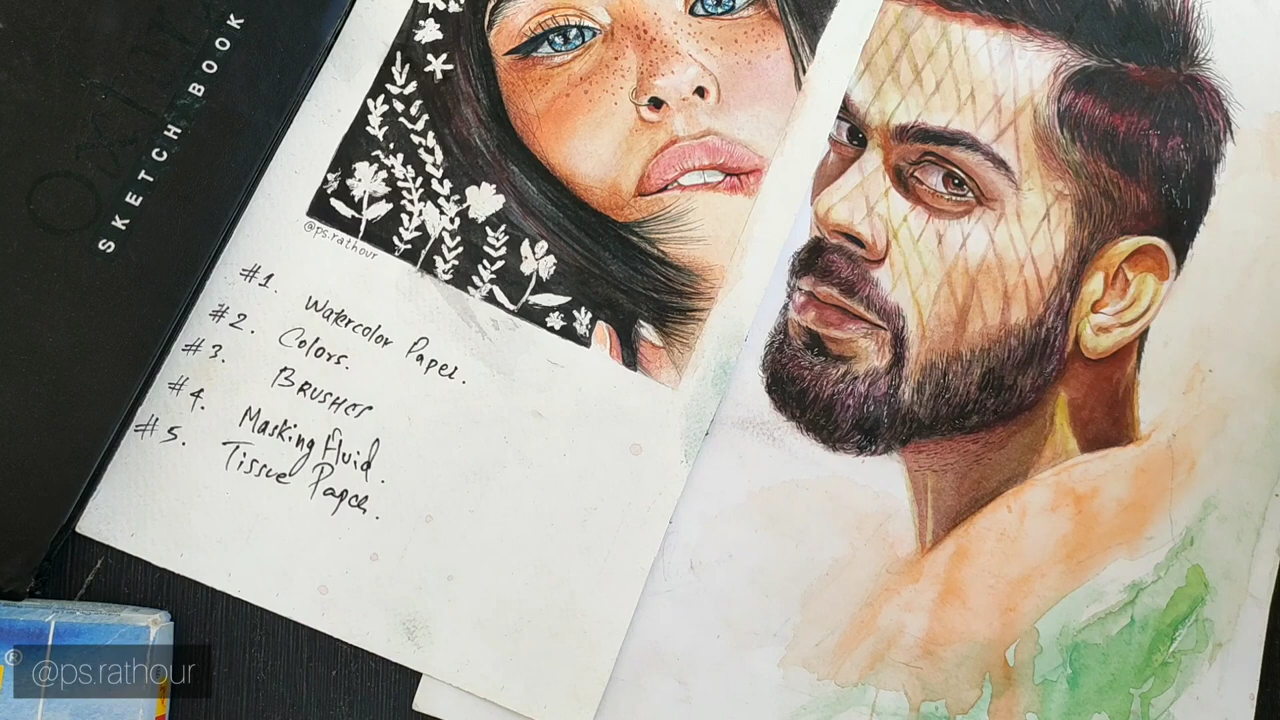 SKETCH BOOK
@ps.rathour
#1. Watercolor Paper.
#2. Colors.
#3. BRUSHES
#4. Masking fluid.
#5. Tissue Paper.
®
@ps.rathour